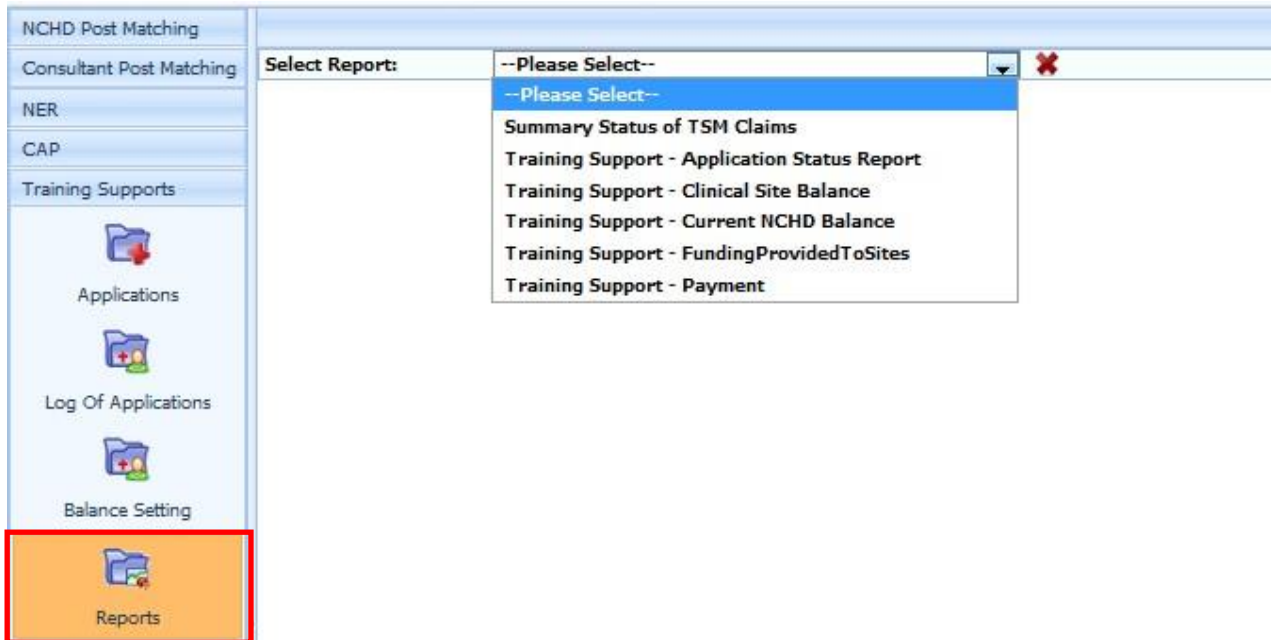 NCHD Post Matching
Consultant Post Matching
NER
CAP
Training Supports
Applications
Log Of Applications
Balance Setting
Reports
Select Report:
--Please Select--
--Please Select--
Summary Status of TSM Claims
Training Support - Application Status Report
Training Support - Clinical Site Balance
Training Support - Current NCHD Balance
Training Support - FundingProvidedToSites
Training Support - Payment